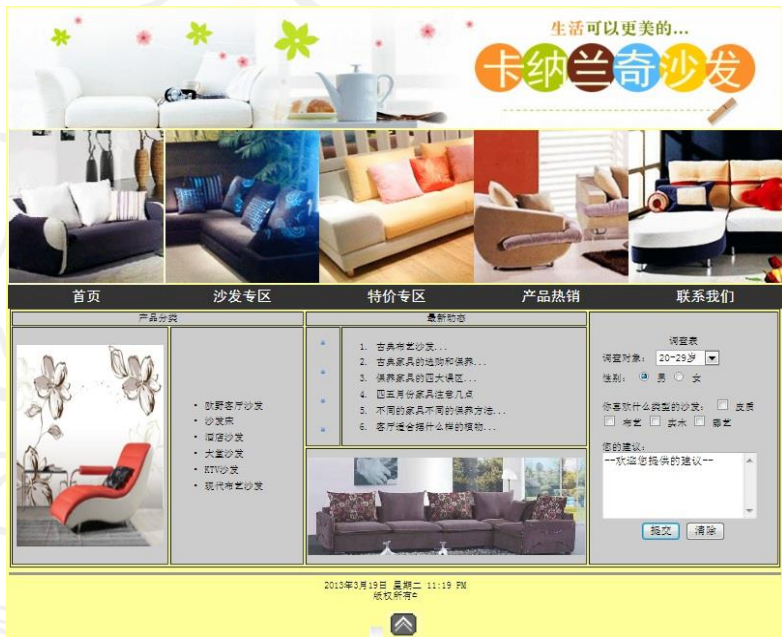 生活可以更美的...
卡纳兰奇沙发
首页 沙发专区 特价专区 产品热销 联系我们
产品分类
• 欧野客厅沙发
• 沙发床
• 酒店沙发
• 大堂沙发
• KTV沙发
• 现代布艺沙发
最新动态
1. 古典布艺沙发...
2. 古典家具的选购和保养...
3. 保养家具的四大误区...
4. 四五月份家具注意几点
5. 不同的家具不同的保养方法...
6. 客厅适合摆什么样的植物...
调查表
调查对象: 20-29岁
性别: 男 女
你喜欢什么类型的沙发: 皮质
布艺 实木 藤艺
您的建议:
--欢迎您提供的建议--
提交 清除
2013年3月19日 星期二 11:19 PM
版权所有©